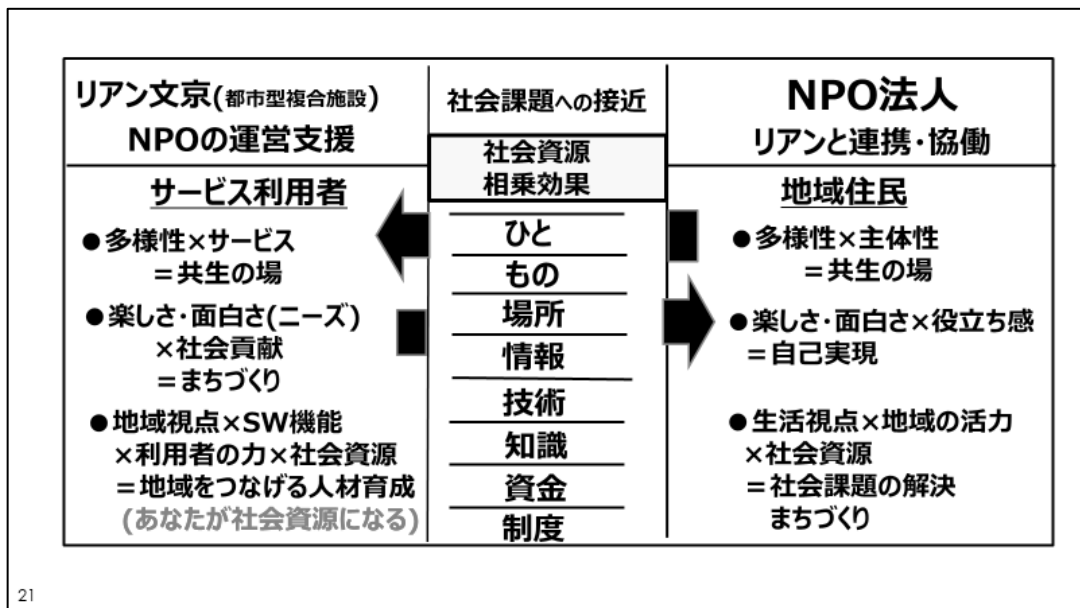 リアン文京(都市型複合施設)
NPOの運営支援
サービス利用者
●多様性×サービス
=共生の場
●楽しさ・面白さ(ニーズ)
×社会貢献
=まちづくり
●地域視点×SW機能
×利用者の力×社会資源
=地域をつなげる人材育成
(あなたが社会資源になる)
社会課題への接近
社会資源
相乗効果
ひと
もの
場所
情報
技術
知識
資金
制度
NPO法人
リアンと連携・協働
地域住民
●多様性×主体性
=共生の場
●楽しさ・面白さ×役立ち感
=自己実現
●生活視点×地域の活力
×社会資源
=社会課題の解決
まちづくり
21